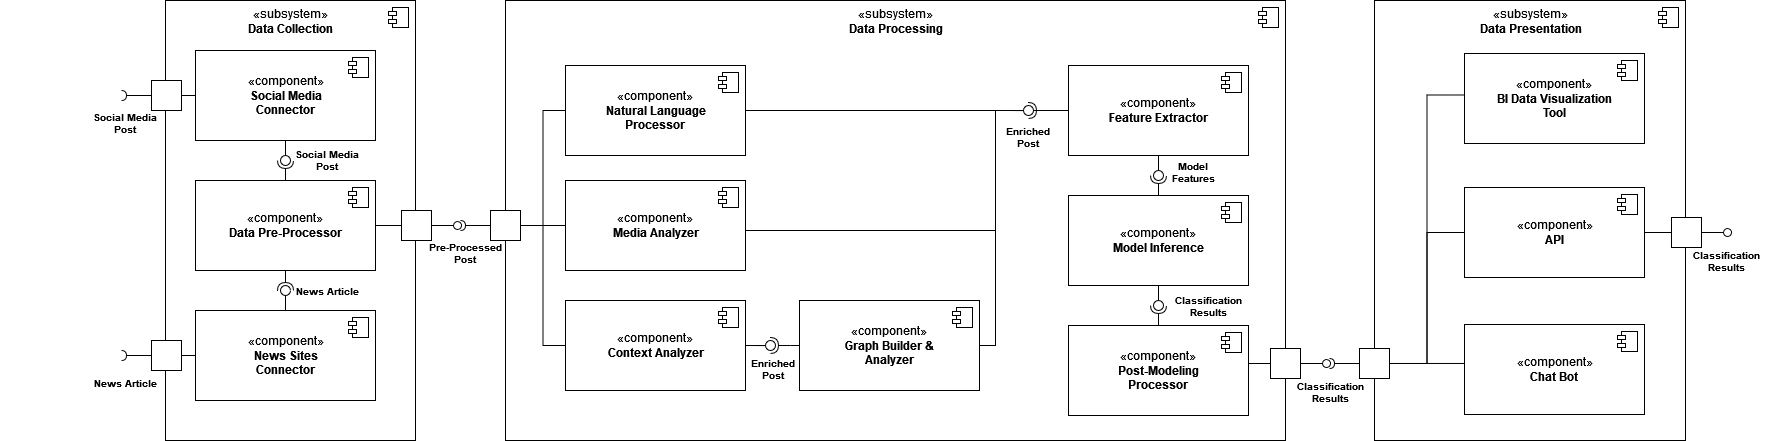 «subsystem»
Data Collection
«component»
Social Media
Connector
Social Media
Post
Social Media
Post
«component»
Data Pre-Processor
Pre-Processed
Post
News Article
«component»
News Sites
Connector
News Article
«subsystem»
Data Processing
«component»
Natural Language
Processor
«component»
Media Analyzer
«component»
Context Analyzer
Enriched
Post
«component»
Graph Builder &
Analyzer
Enriched
Post
«component»
Feature Extractor
Model
Features
«component»
Model Inference
Classification
Results
«component»
Post-Modeling
Processor
Classification
Results
«subsystem»
Data Presentation
«component»
BI Data Visualization
Tool
«component»
API
Classification
Results
«component»
Chat Bot